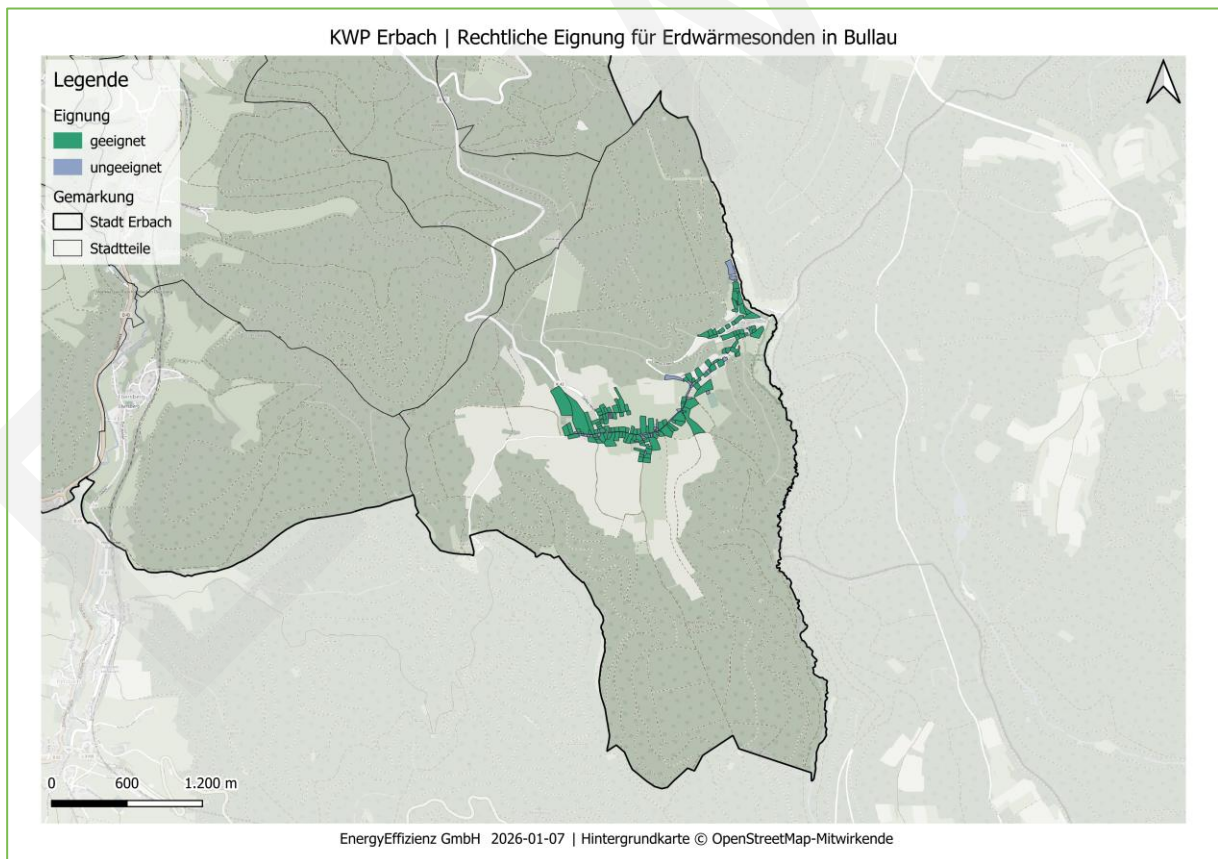 KWP Erbach | Rechtliche Eignung für Erdwärmesonden in Bullau
Legende
Eignung
geeignet
ungeeignet
Gemarkung
Stadt Erbach
Stadtteile
0 600 1.200 m
EnergyEffizienz GmbH 2026-01-07 | Hintergrundkarte © OpenStreetMap-Mitwirkende